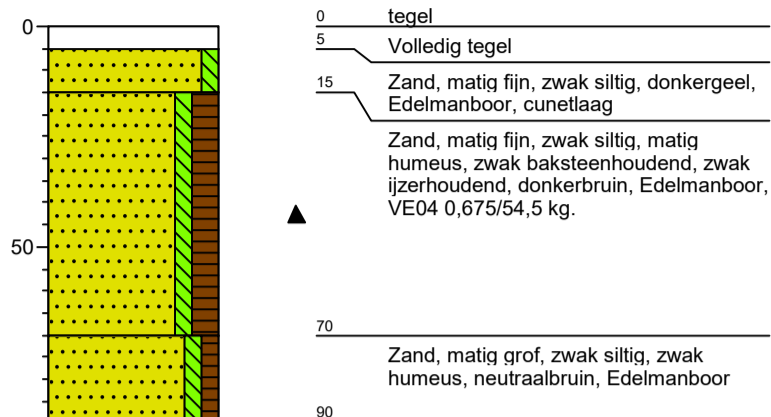 0
0 tegel
5 Volledig tegel
15 Zand, matig fijn, zwak siltig, donkergeel,
Edelmanboor, cunetlaag
Zand, matig fijn, zwak siltig, matig
humeus, zwak baksteenhoudend, zwak
ijzerhoudend, donkerbruin, Edelmanboor,
VE04 0,675/54,5 kg.
50
70
Zand, matig grof, zwak siltig, zwak
humeus, neutraalbruin, Edelmanboor
90